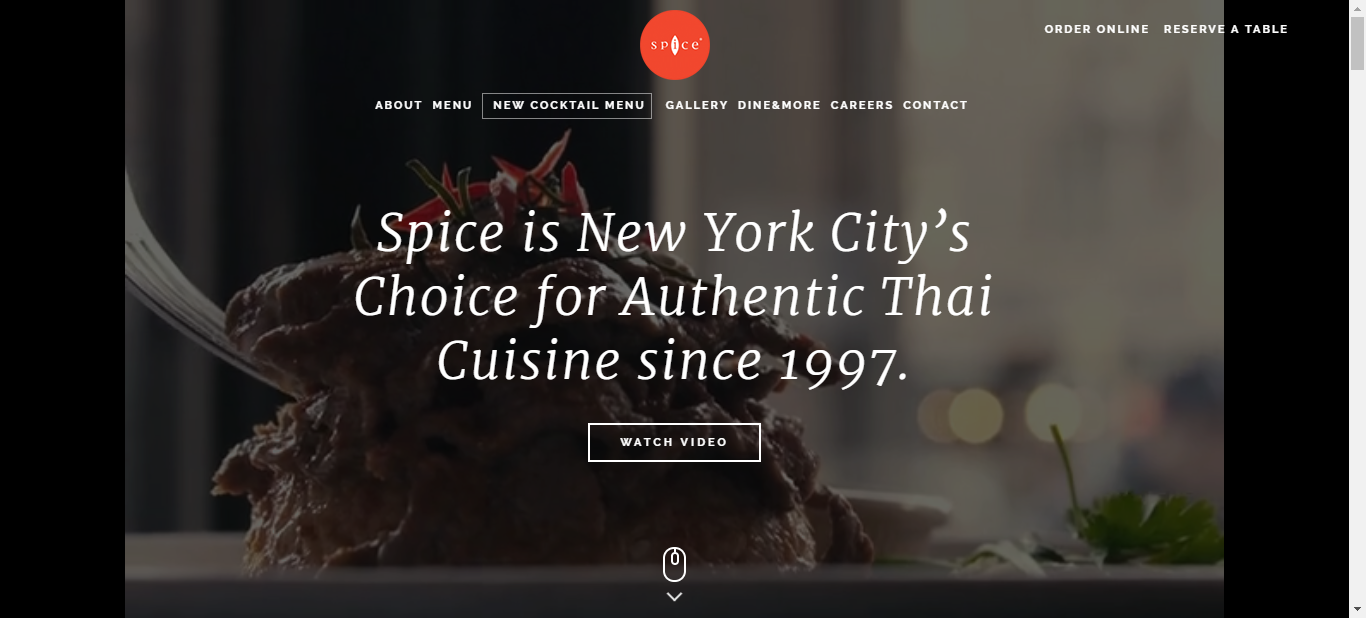 spice
ORDER ONLINE RESERVE A TABLE
ABOUT MENU NEW COCKTAIL MENU GALLERY DINE&MORE CAREERS CONTACT
Spice is New York City’s
Choice for Authentic Thai
Cuisine since 1997.
WATCH VIDEO